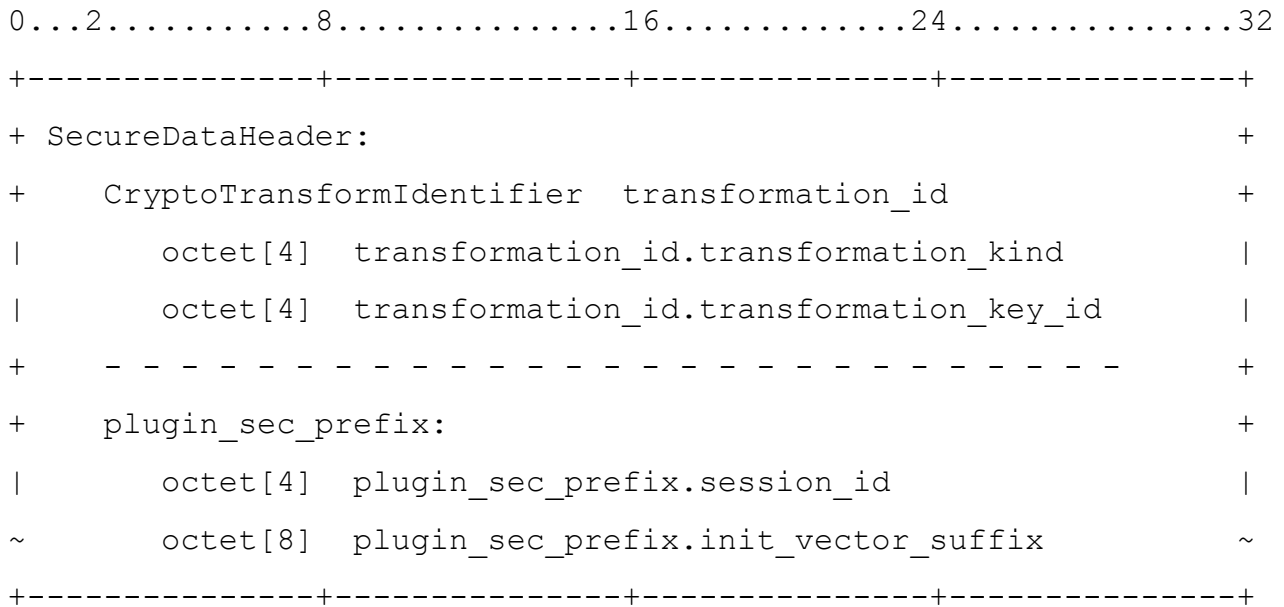 0...2...........8...............16.............24...............32
+---------------+---------------+---------------+---------------+
+ SecureDataHeader:                                             +
+    CryptoTransformIdentifier  transformation_id               +
|       octet[4]  transformation_id.transformation_kind         |
|       octet[4]  transformation_id.transformation_key_id       |
+    - - - - - - - - - - - - - - - - - - - - - - - - - - -      +
+    plugin_sec_prefix:                                         +
|       octet[4]  plugin_sec_prefix.session_id                  |
~       octet[8]  plugin_sec_prefix.init_vector_suffix          ~
+---------------+---------------+---------------+---------------+